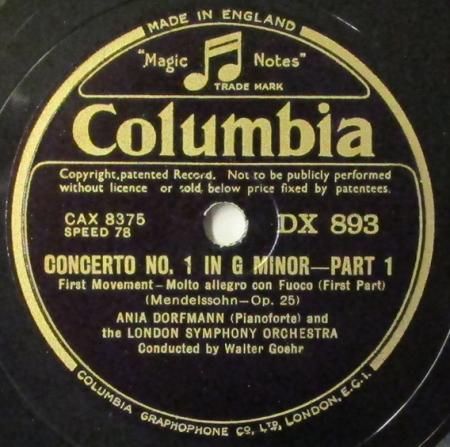 MADE IN ENGLAND
"Magic Notes"
TRADE MARK
Columbia
Copyright, patented Record. Not to be publicly performed
without licence or sold below price fixed by patentees.
CAX 8375
SPEED 78
DX 893
CONCERTO NO. 1 IN G MINOR—PART 1
First Movement – Molto allegro con Fuoco (First Part)
(Mendelssohn—Op. 25)
ANIA DORFMANN (Pianoforte) and
the LONDON SYMPHONY ORCHESTRA
Conducted by Walter Goehr
COLUMBIA GRAPHOPHONE CO, LTD, LONDON, E.C.1.